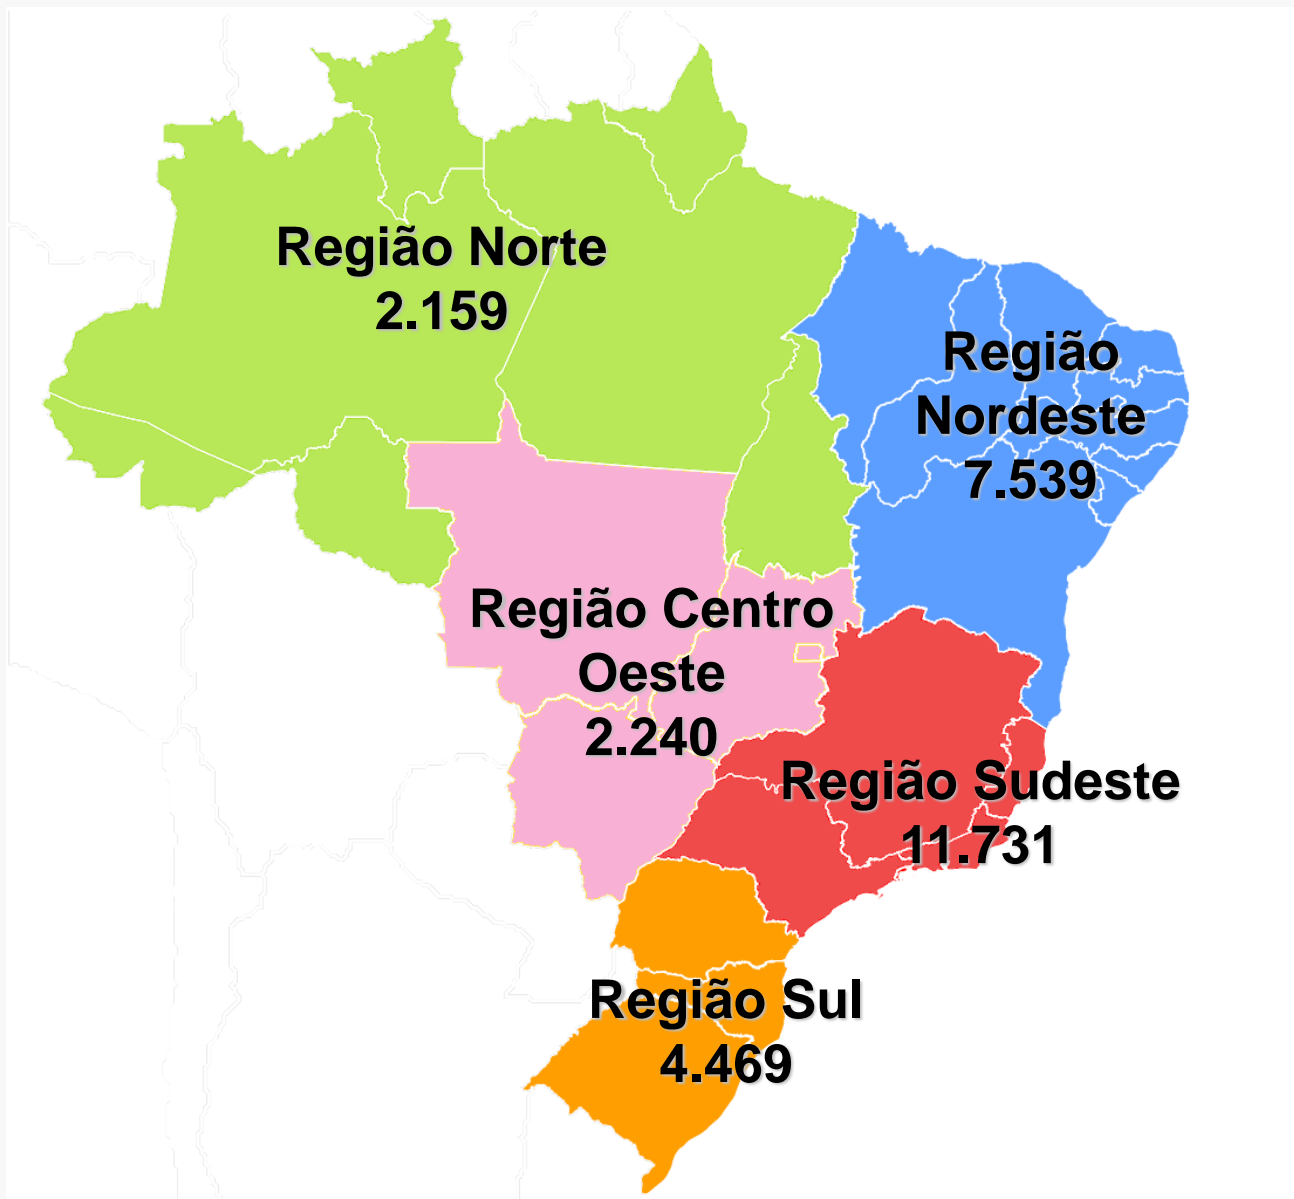 Região Norte
2.159
Região
Nordeste
7.539
Região Centro
Oeste
2.240
Região Sudeste
11.731
Região Sul
4.469